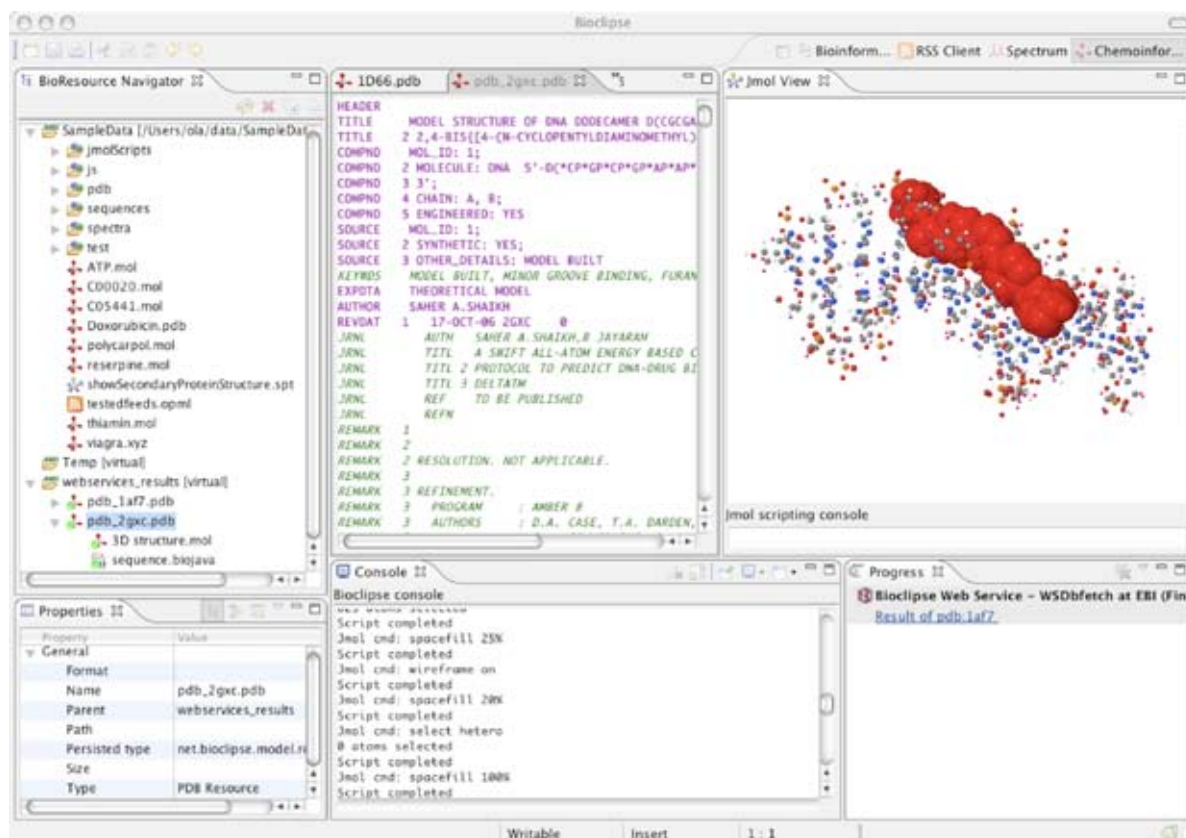 Bioclipse
Bioinform... RSS Client Spectrum Chemoinfor...
BioResource Navigator
SampleData [/Users/ola/data/SampleDat
jmolScripts
js
pdb
sequences
spectra
test
ATP.mol
C00020.mol
C05441.mol
Doxorubicin.pdb
polycarpol.mol
reserpine.mol
showSecondaryProteinStructure.spt
testedfeeds.opml
thiamin.mol
viagra.xyz
Temp [virtual]
webservices_results [virtual]
pdb_1af7.pdb
pdb_2gxc.pdb
3D structure.mol
sequence.biojava
1D66.pdb pdb_2gxc.pdb
HEADER
TITLE MODEL STRUCTURE OF DNA DODECAMER D(CGCGA
TITLE 2 2,4-BIS{[4-(N-CYCLOPENTYLDIAMINOMETHYL)
COMPND MOL_ID: 1;
COMPND 2 MOLECULE: DNA 5'-D(*CP*GP*CP*GP*AP*AP*
COMPND 3 3';
COMPND 4 CHAIN: A, B;
COMPND 5 ENGINEERED: YES
SOURCE MOL_ID: 1;
SOURCE 2 SYNTHETIC: YES;
SOURCE 3 OTHER_DETAILS: MODEL BUILT
KEYWDS MODEL BUILT, MINOR GROOVE BINDING, FURAN
EXPDTA THEORETICAL MODEL
AUTHOR SAHER A.SHAIKH
REVDAT 1 17-OCT-06 2GXC 0
JRNL AUTH SAHER A.SHAIKH,B JAYARAM
JRNL TITL A SWIFT ALL-ATOM ENERGY BASED C
JRNL TITL 2 PROTOCOL TO PREDICT DNA-DRUG BI
JRNL TITL 3 DELTATM
JRNL REF TO BE PUBLISHED
JRNL REFN
REMARK 1
REMARK 2
REMARK 2 RESOLUTION. NOT APPLICABLE.
REMARK 3
REMARK 3 REFINEMENT.
REMARK 3 PROGRAM : AMBER 8
REMARK 3 AUTHORS : D.A. CASE, T.A. DARDEN,
Jmol View
Jmol scripting console
Properties
Property Value
General
Format
Name pdb_2gxc.pdb
Parent webservices_results
Path
Persisted type net.bioclipse.model.r
Size
Type PDB Resource
Console
Bioclipse console
atoms selected
Script completed
Jmol cmd: spacefill 25%
Script completed
Jmol cmd: wireframe on
Script completed
Jmol cmd: spacefill 20%
Script completed
Jmol cmd: select hetero
0 atoms selected
Script completed
Jmol cmd: spacefill 100%
Script completed
Progress
Bioclipse Web Service - WSDbfetch at EBI (Fin
Result of pdb:1af7
Writable Insert 1 : 1